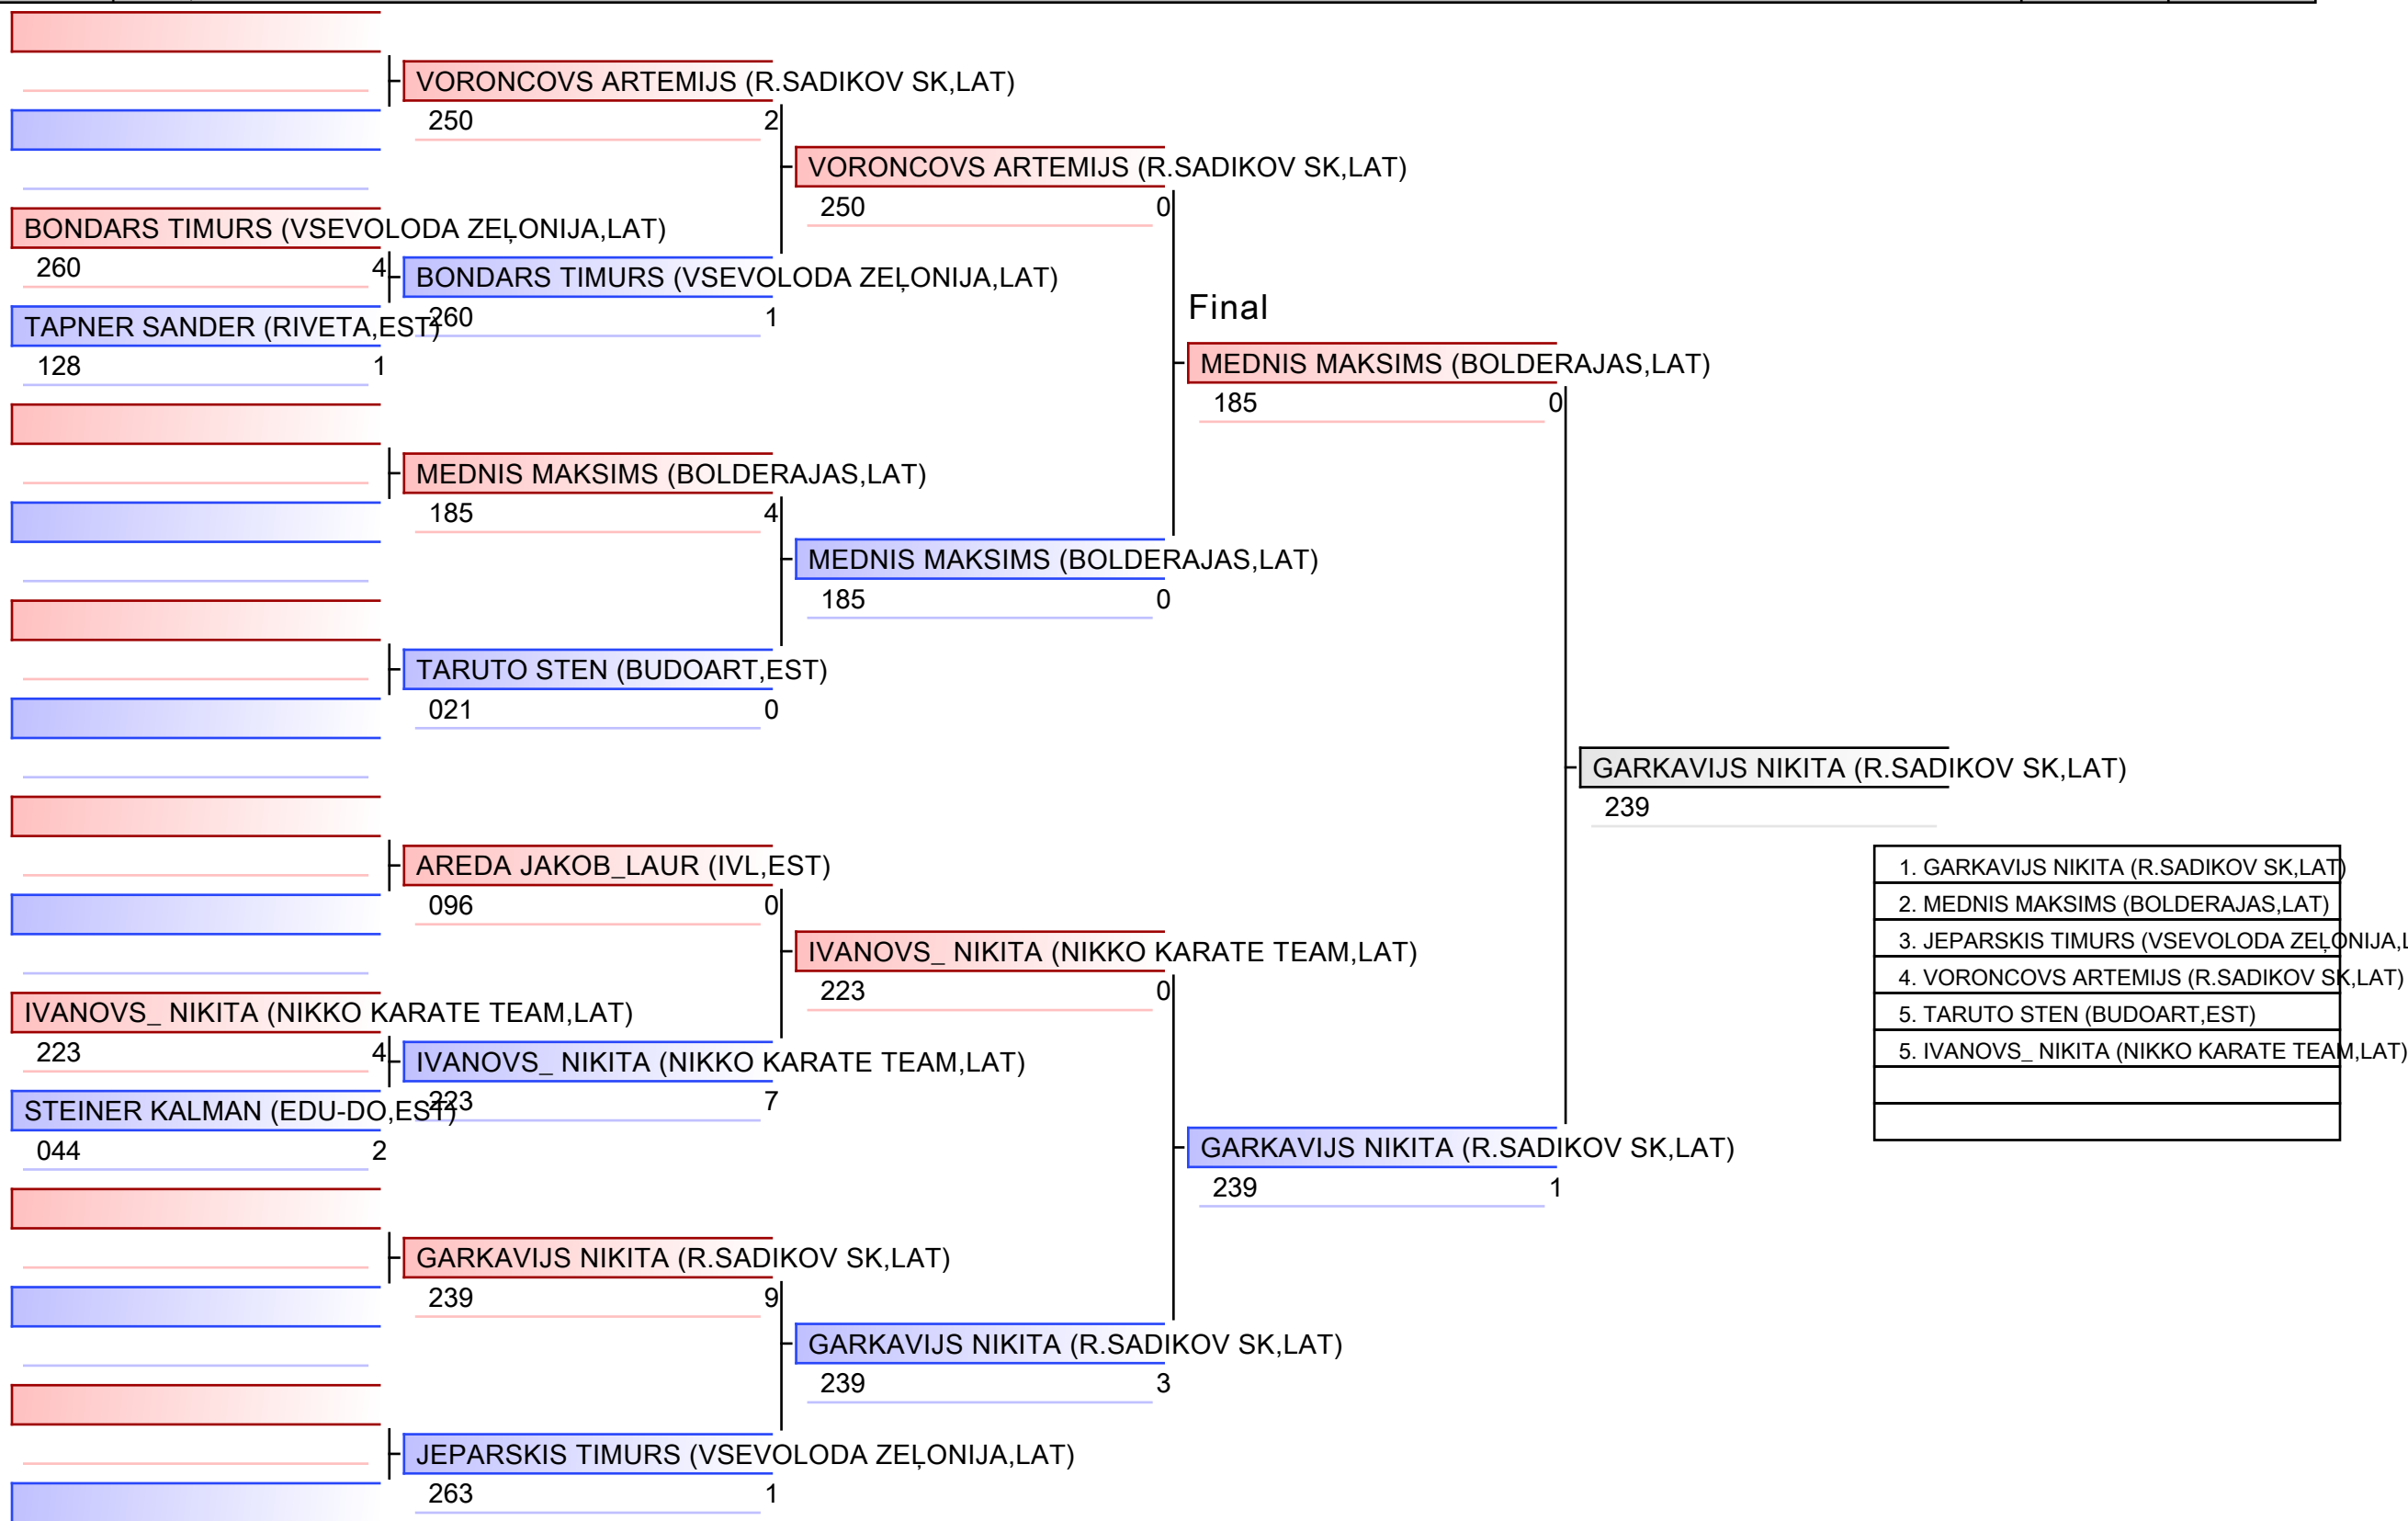 VORONCOVS ARTEMIJS (R.SADIKOV SK,LAT)
250 2
VORONCOVS ARTEMIJS (R.SADIKOV SK,LAT)
250 0
BONDARS TIMURS (VSEVOLODA ZEĻONIJA,LAT)
260 4
BONDARS TIMURS (VSEVOLODA ZEĻONIJA,LAT)
260 1
TAPNER SANDER (RIVETA,EST)
128 1
Final
MEDNIS MAKSIMS (BOLDERAJAS,LAT)
185 0
MEDNIS MAKSIMS (BOLDERAJAS,LAT)
185 4
MEDNIS MAKSIMS (BOLDERAJAS,LAT)
185 0
TARUTO STEN (BUDOART,EST)
021 0
GARKAVIJS NIKITA (R.SADIKOV SK,LAT)
239
AREDA JAKOB_LAUR (IVL,EST)
096 0
IVANOVS_ NIKITA (NIKKO KARATE TEAM,LAT)
223 0
IVANOVS_ NIKITA (NIKKO KARATE TEAM,LAT)
223 4
IVANOVS_ NIKITA (NIKKO KARATE TEAM,LAT)
223 7
STEINER KALMAN (EDU-DO,EST)
044 2
GARKAVIJS NIKITA (R.SADIKOV SK,LAT)
239 1
GARKAVIJS NIKITA (R.SADIKOV SK,LAT)
239 9
GARKAVIJS NIKITA (R.SADIKOV SK,LAT)
239 3
JEPARSKIS TIMURS (VSEVOLODA ZEĻONIJA,LAT)
263 1
1. GARKAVIJS NIKITA (R.SADIKOV SK,LAT)
2. MEDNIS MAKSIMS (BOLDERAJAS,LAT)
3. JEPARSKIS TIMURS (VSEVOLODA ZEĻONIJA,L
4. VORONCOVS ARTEMIJS (R.SADIKOV SK,LAT)
5. TARUTO STEN (BUDOART,EST)
5. IVANOVS_ NIKITA (NIKKO KARATE TEAM,LAT)